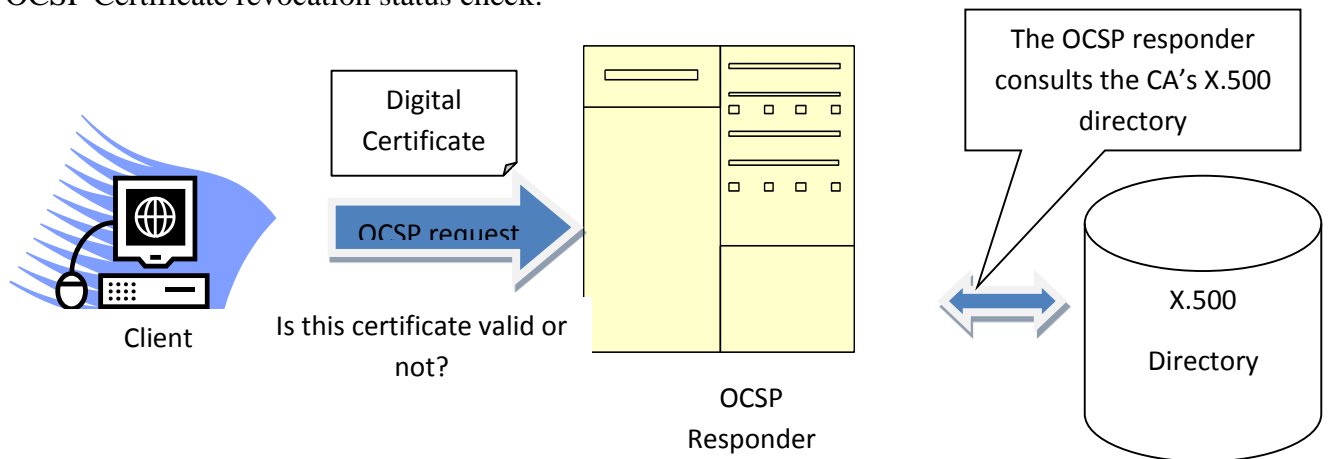 OCSP Certificate revocation status check:
Digital
Certificate
OCSP request
Is this certificate valid or
not?
Client
OCSP
Responder
The OCSP responder
consults the CA's X.500
directory
X.500
Directory